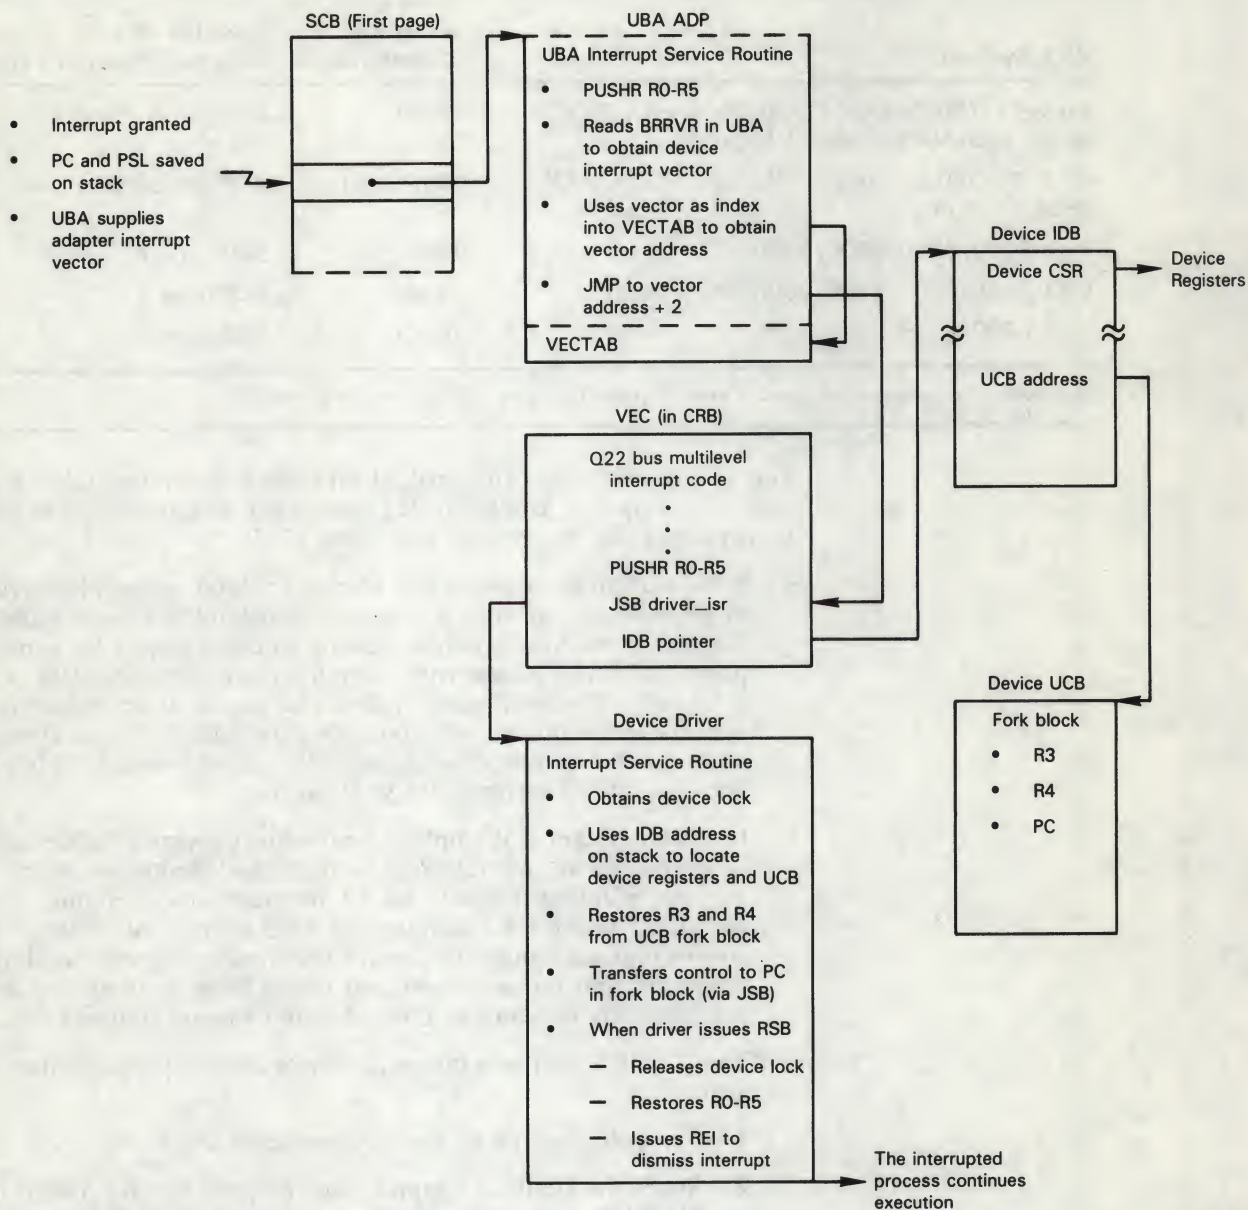 SCB (First page)
UBA ADP
• Interrupt granted
• PC and PSL saved
on stack
• UBA supplies
adapter interrupt
vector
UBA Interrupt Service Routine
• PUSHR R0-R5
• Reads BRRVR in UBA
to obtain device
interrupt vector
• Uses vector as index
into VECTAB to obtain
vector address
• JMP to vector
address + 2
VECTAB
Device IDB
Device CSR
Device
Registers
UCB address
VEC (in CRB)
Q22 bus multilevel
interrupt code
.
.
.
PUSHR R0-R5
JSB driver_isr
IDB pointer
Device UCB
Fork block
• R3
• R4
• PC
Device Driver
Interrupt Service Routine
• Obtains device lock
• Uses IDB address
on stack to locate
device registers and UCB
• Restores R3 and R4
from UCB fork block
• Transfers control to PC
in fork block (via JSB)
• When driver issues RSB
— Releases device lock
— Restores R0-R5
— Issues REI to
dismiss interrupt
The interrupted
process continues
execution